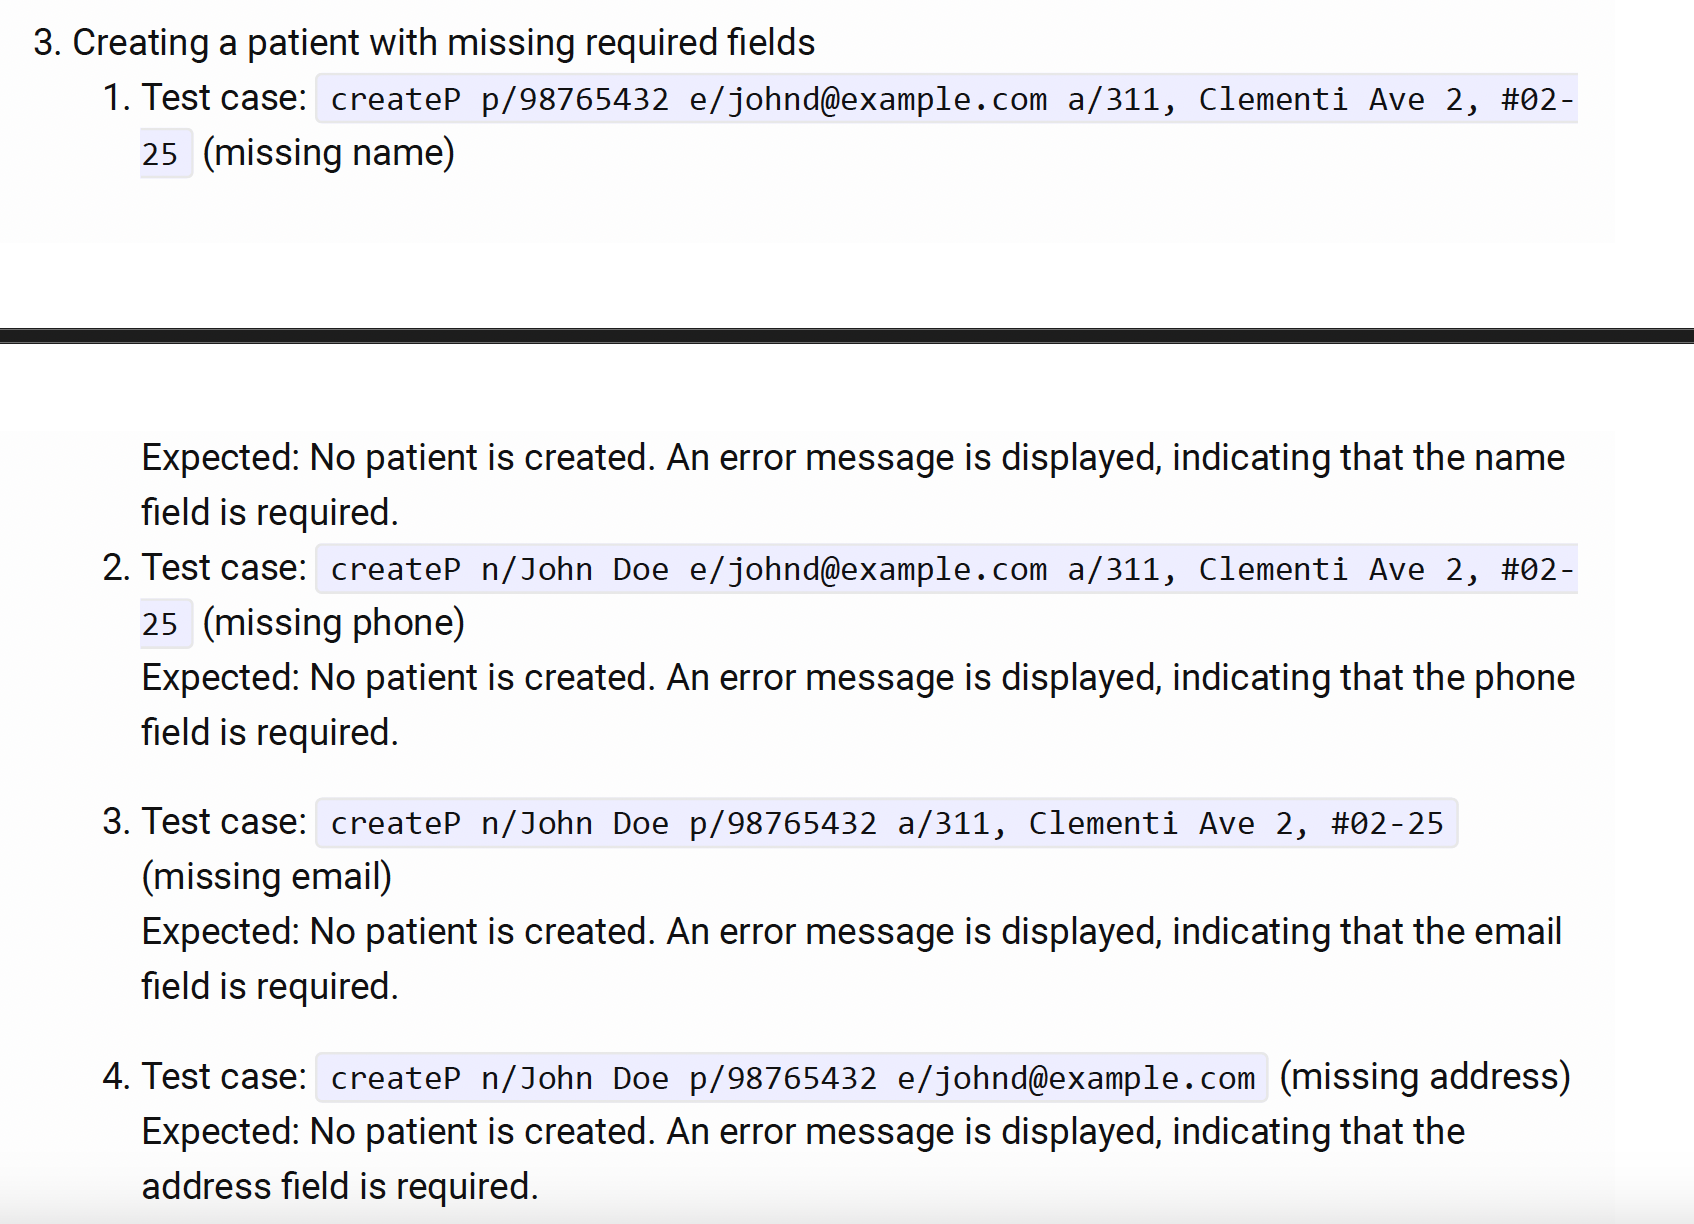 3. Creating a patient with missing required fields
1. Test case: createP p/98765432 e/johnd@example.com a/311, Clementi Ave 2, #02-
25 (missing name)
Expected: No patient is created. An error message is displayed, indicating that the name
field is required.
2. Test case: createP n/John Doe e/johnd@example.com a/311, Clementi Ave 2, #02-
25 (missing phone)
Expected: No patient is created. An error message is displayed, indicating that the phone
field is required.
3. Test case: createP n/John Doe p/98765432 a/311, Clementi Ave 2, #02-25
(missing email)
Expected: No patient is created. An error message is displayed, indicating that the email
field is required.
4. Test case: createP n/John Doe p/98765432 e/johnd@example.com (missing address)
Expected: No patient is created. An error message is displayed, indicating that the
address field is required.